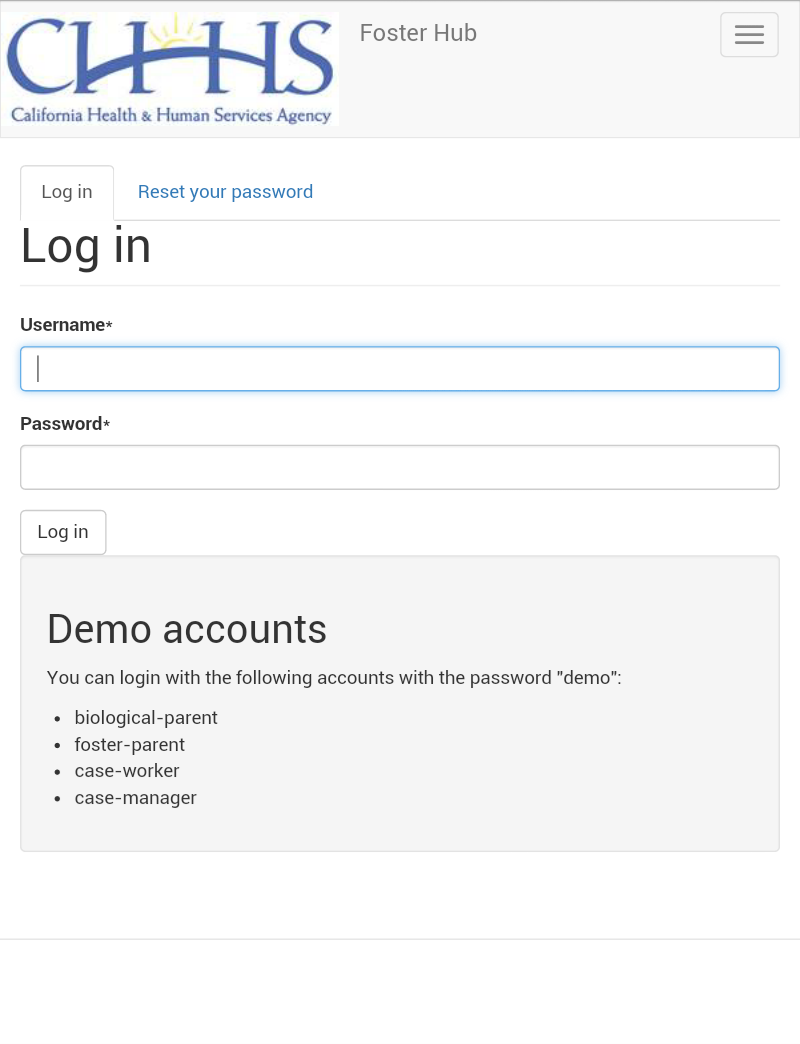 CHHS
California Health & Human Services Agency
Foster Hub
Log in
Reset your password
Log in
Username*
Password*
Log in
Demo accounts
You can login with the following accounts with the password "demo":
• biological-parent
• foster-parent
• case-worker
• case-manager